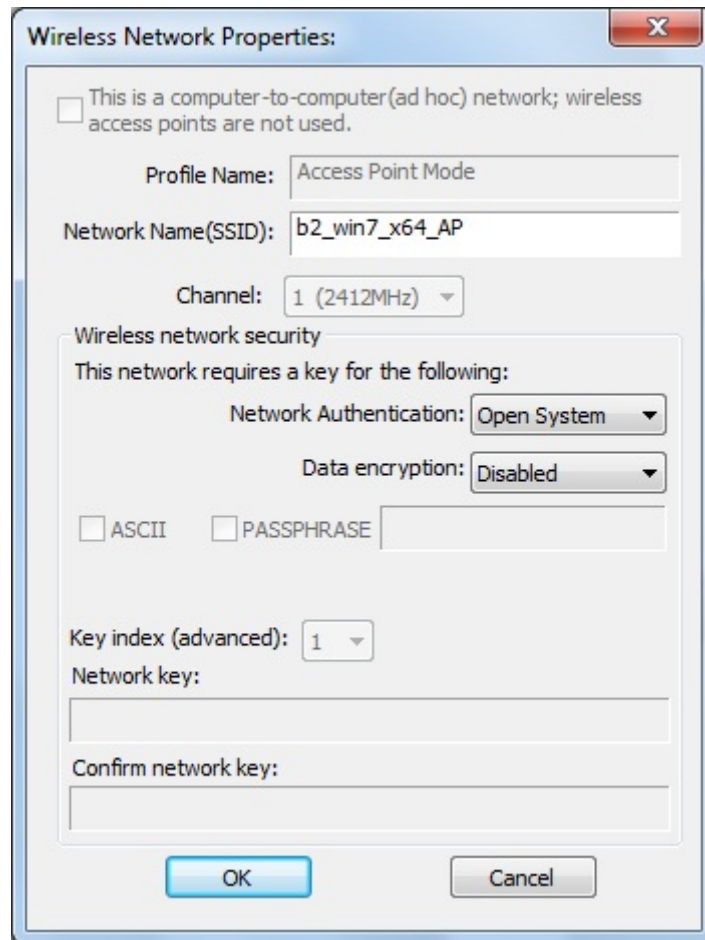 Wireless Network Properties:
X
This is a computer-to-computer(ad hoc) network; wireless
access points are not used.
Profile Name: Access Point Mode
Network Name(SSID): b2_win7_x64_AP
Channel: 1 (2412MHz)
Wireless network security
This network requires a key for the following:
Network Authentication: Open System
Data encryption: Disabled
ASCII PASSPHRASE
Key index (advanced): 1
Network key:
Confirm network key:
OK Cancel